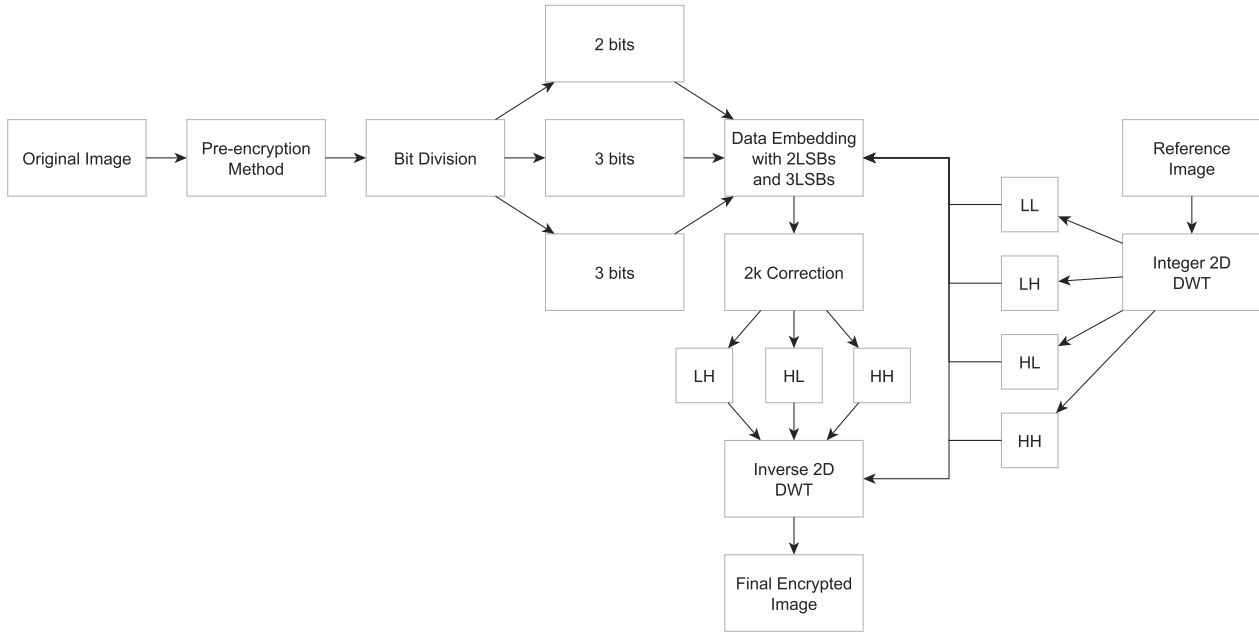 2 bits
Original Image
Pre-encryption
Method
Bit Division
3 bits
Data Embedding
with 2LSBs
and 3LSBs
Reference
Image
LL
3 bits
2k Correction
LH
Integer 2D
DWT
HL
LH
HL
HH
HH
Inverse 2D
DWT
Final Encrypted
Image